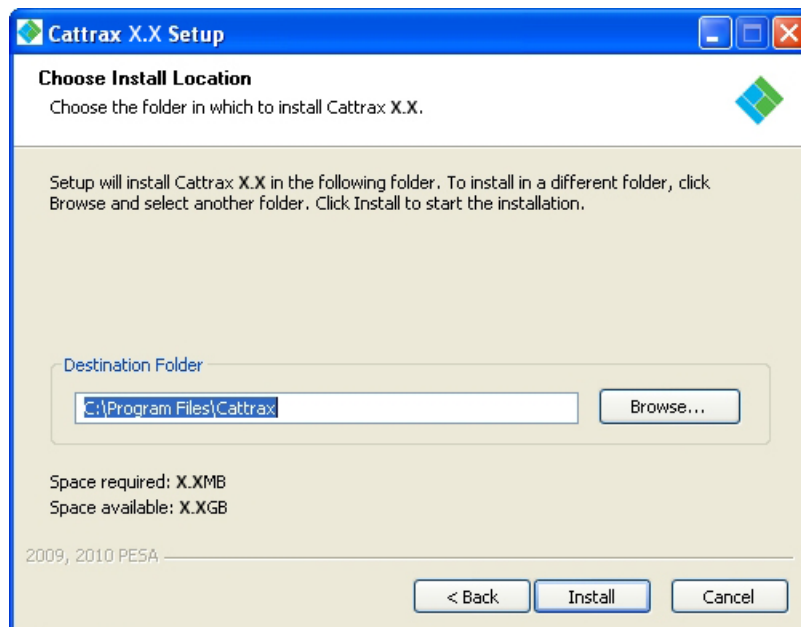 Cattrax X.X Setup
Choose Install Location
Choose the folder in which to install Cattrax X.X.
Setup will install Cattrax X.X in the following folder. To install in a different folder, click
Browse and select another folder. Click Install to start the installation.
Destination Folder
C:\Program Files\Cattrax
Browse...
Space required: X.XMB
Space available: X.XGB
2009, 2010 PESA
< Back
Install
Cancel